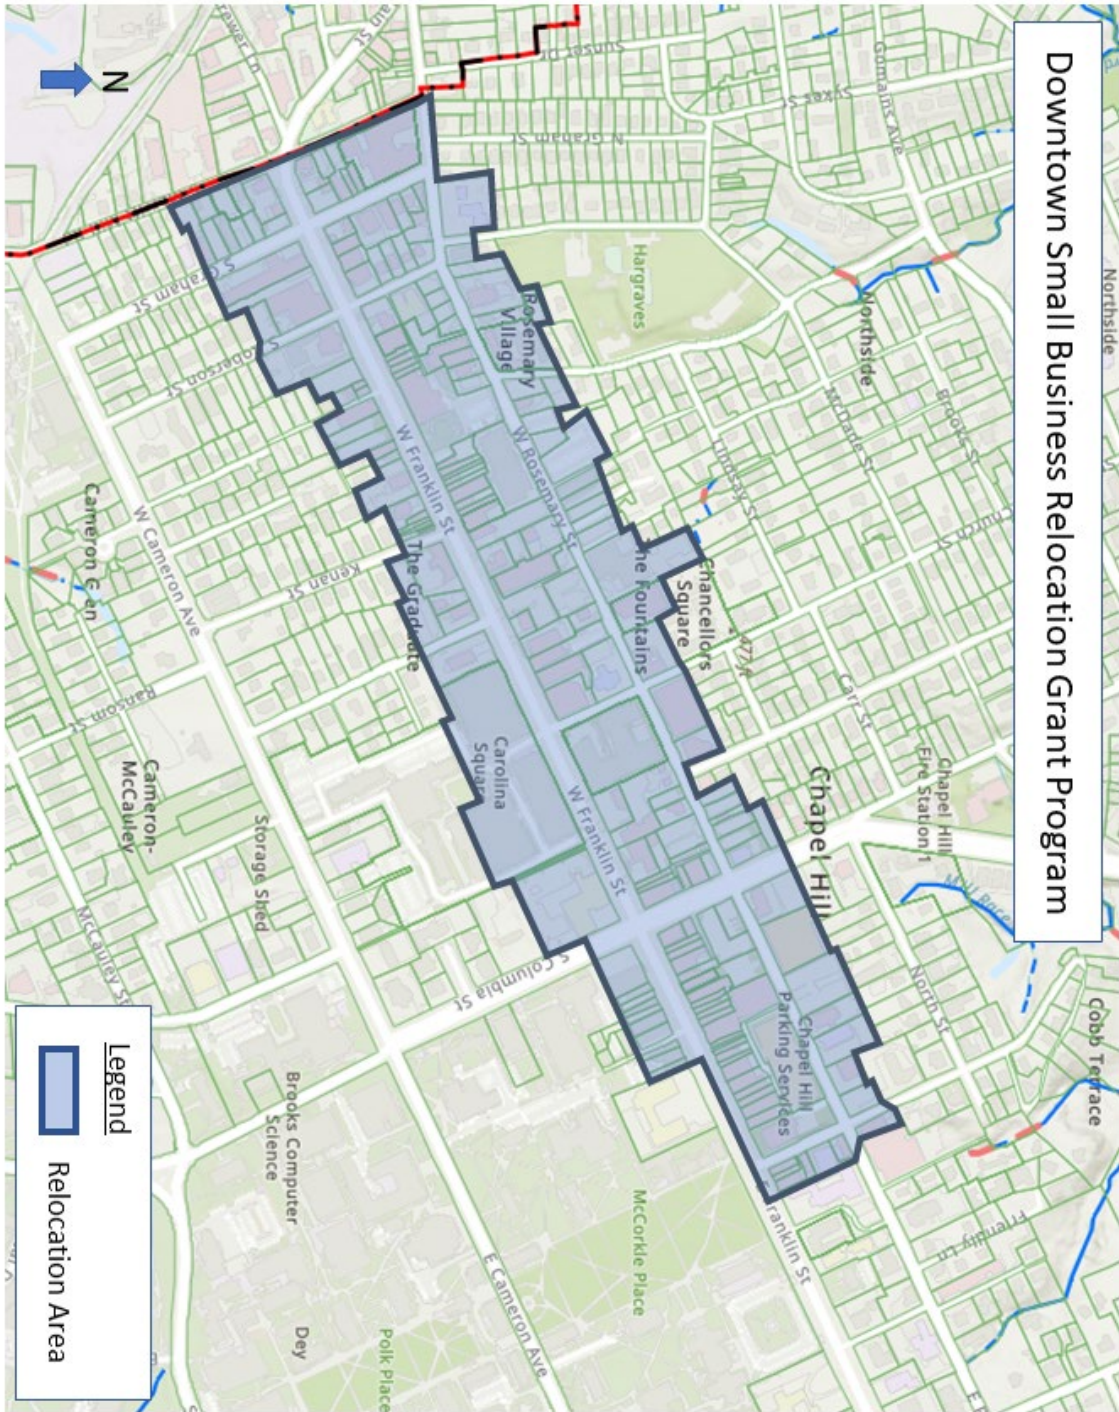 Downtown Small Business Relocation Grant Program
N
Sunset Dr
N Graham St
Sykes St
Gomains Ave
Northside
Hargraves
Northside
McDade St
Brooks St
Church S
Lindsay St
Rosemary
Village
W Rosemary St
W Franklin St
S Graham St
S Roberson St
The Graduate
Kenan St
W Cameron Ave
Cameron Glen
Ransom St
Cameron-
McCauley
McCauley St
Storage Shed
he Fountains
Chancellors
Square
477 ft
Carr St
Chapel Hill
Fire Station 1
Chapel Hill
Carolina
Square
W Franklin St
S Columbia St
North St
Cobb Terrace
Chapel Hill
Parking Services
Franklin St
Friendly Ln
McCorkle Place
E Cameron Ave
Polk Place
Dey
Brooks Computer
Science
Legend
Relocation Area